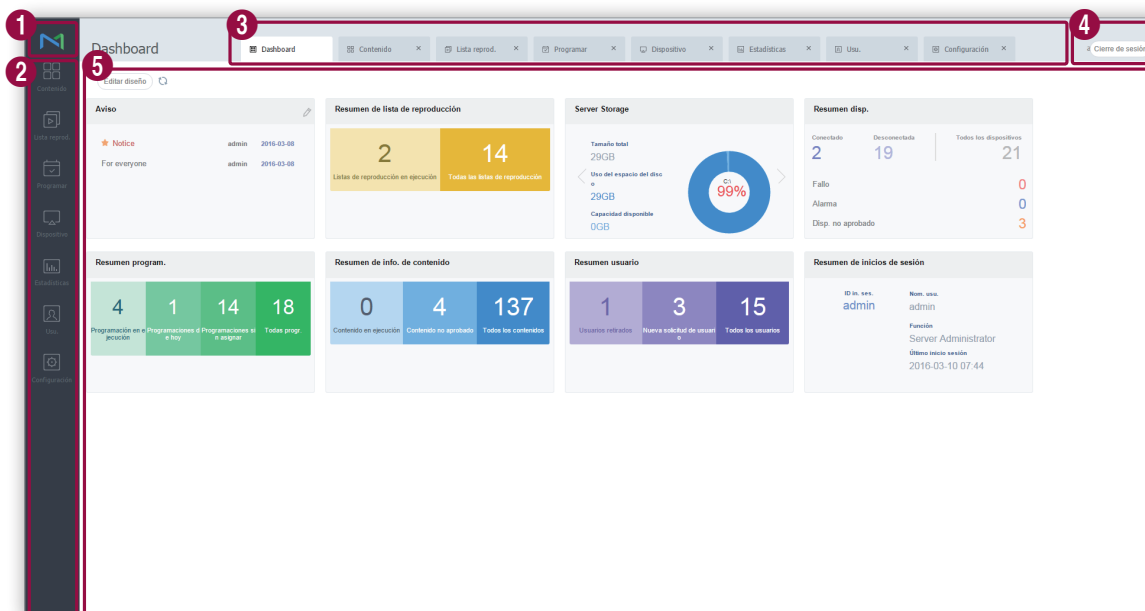 1
3
4
Dashboard
Dashboard
Contenido ×
Lista reprod. ×
Programar ×
Dispositivo ×
Estadísticas ×
Usu. ×
Configuración ×
Cierre de sesión
2
5
Contenido
Lista reprod.
Programar
Dispositivo
Estadísticas
Usu.
Configuración
Editar diseño
Aviso
Notice admin 2016-03-08
For everyone admin 2016-03-08
Resumen de lista de reproducción
2
Listas de reproducción en ejecución
14
Todas las listas de reproducción
Server Storage
Tamaño total
29GB
Uso del espacio del disc
o
29GB
Capacidad disponible
0GB
C:\
99%
Resumen disp.
Conectado
2
Desconectada
19
Todos los dispositivos
21
Fallo 0
Alarma 0
Disp. no aprobado 3
Resumen program.
4
Programación en e
jecución
1
Programaciones d
e hoy
14
Programaciones si
n asignar
18
Todas progr.
Resumen de info. de contenido
0
Contenido en ejecución
4
Contenido no aprobado
137
Todos los contenidos
Resumen usuario
1
Usuarios retirados
3
Nueva solicitud de usuari
o
15
Todos los usuarios
Resumen de inicios de sesión
ID in. ses.
admin
Nom. usu.
admin
Función
Server Administrator
Último inicio sesión
2016-03-10 07:44